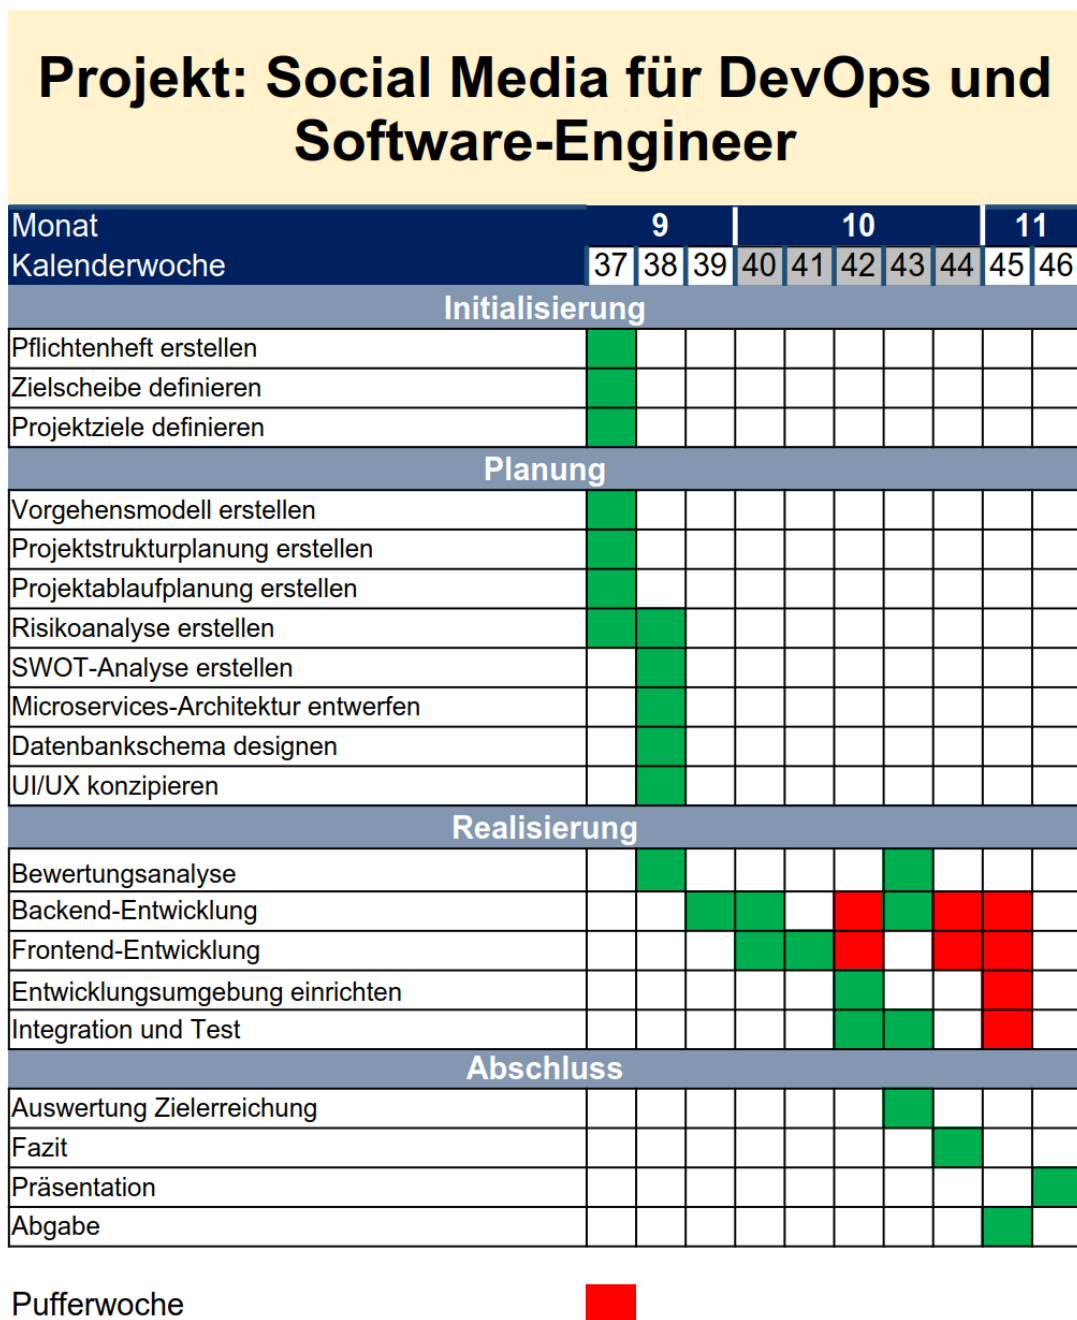 Projekt: Social Media für DevOps und
Software-Engineer
Monat 9 10 11
Kalenderwoche 37 38 39 40 41 42 43 44 45 46
Initialisierung
Pflichtenheft erstellen
Zielscheibe definieren
Projektziele definieren
Planung
Vorgehensmodell erstellen
Projektstrukturplanung erstellen
Projektablaufplanung erstellen
Risikoanalyse erstellen
SWOT-Analyse erstellen
Microservices-Architektur entwerfen
Datenbankschema designen
UI/UX konzipieren
Realisierung
Bewertungsanalyse
Backend-Entwicklung
Frontend-Entwicklung
Entwicklungsumgebung einrichten
Integration und Test
Abschluss
Auswertung Zielerreichung
Fazit
Präsentation
Abgabe
Pufferwoche